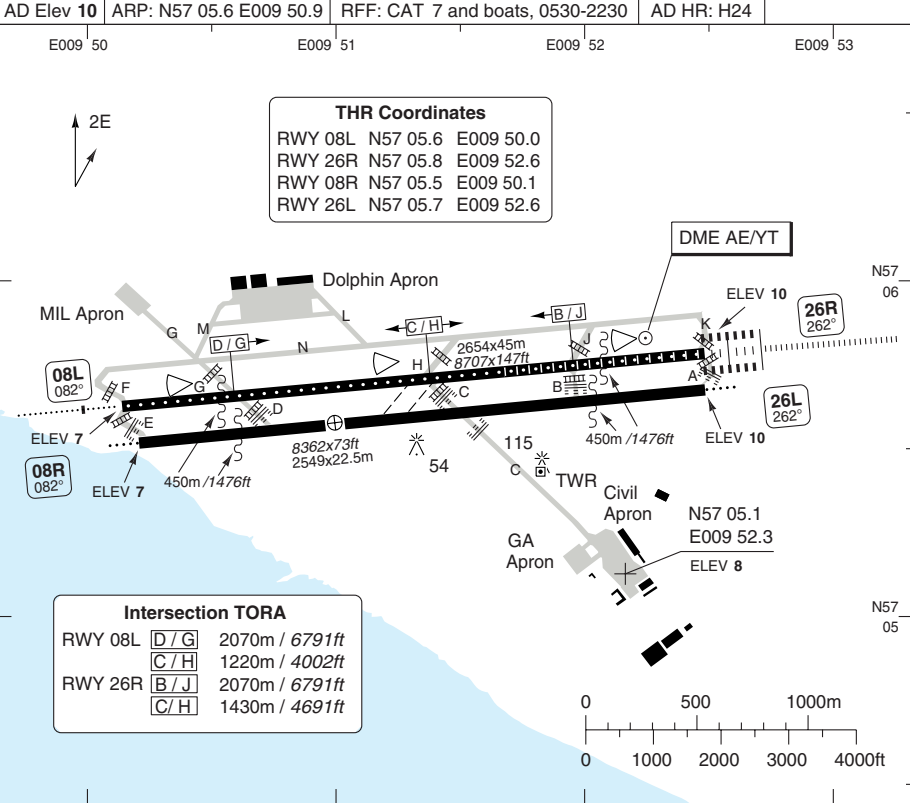 AD Elev 10 ARP: N57 05.6 E009 50.9 RFF: CAT 7 and boats, 0530-2230 AD HR: H24
E009 50 E009 51 E009 52 E009 53
2E
THR Coordinates
RWY 08L N57 05.6 E009 50.0
RWY 26R N57 05.8 E009 52.6
RWY 08R N57 05.5 E009 50.1
RWY 26L N57 05.7 E009 52.6
DME AE/YT
N57
06
Dolphin Apron
MIL Apron
ELEV 10
26R
262°
G
M
L
N
D / G
C / H
B / J
K
J
2654x45m
8707x147ft
H
08L
082°
F
G
E
D
C
B
A
26L
262°
ELEV 7
ELEV 10
08R
082°
ELEV 7
450m /1476ft
8362x73ft
2549x22.5m
54
115
450m /1476ft
C
TWR
Civil
Apron
N57 05.1
E009 52.3
ELEV 8
GA
Apron
N57
05
Intersection TORA
RWY 08L D / G 2070m / 6791ft
C / H 1220m / 4002ft
RWY 26R B / J 2070m / 6791ft
C/ H 1430m / 4691ft
0 500 1000m
0 1000 2000 3000 4000ft